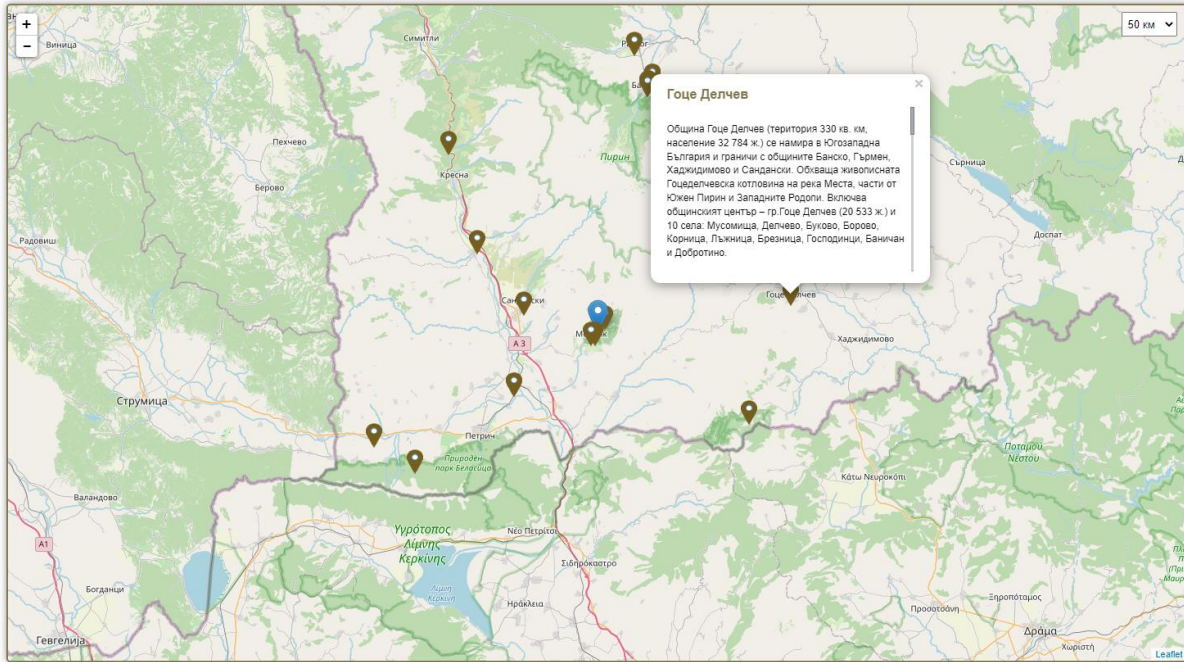 +
−
50 км
Виница
Симитли
Пехчево
Кресна
Берово
Радовиш
Пирин
Гоце Делчев
×
Община Гоце Делчев (територия 330 кв. км,
население 32 784 ж.) се намира в Югозападна
България и граничи с общините Банско, Гърмен,
Хаджидимово и Сандански. Обхваща живописната
Гоцеделчевска котловина на река Места, части от
Южен Пирин и Западните Родопи. Включва
общинският център – гр.Гоце Делчев (20 533 ж.) и
10 села: Мусомища, Делчево, Буково, Борово,
Корница, Лъжница, Брезница, Господинци, Баничан
и Добротино.
Сърница
Доспат
Гоце Делчев
Хаджидимово
A 3
Струмица
Петрич
Природен
парк Беласица
Ποταμού
Νέστου
Κάτω Νευροκόπι
Валандово
Υγρότοπος
Λίμνης
Κερκίνης
Νέο Πετρίτσι
Σιδηρόκαστρο
A1
Богданци
Λίμνη
Κερκίνη
Ηράκλεια
Ξηροπόταμος
Προσοτσάνη
Δράμα
Χωριστή
Гевгелија
Leaflet